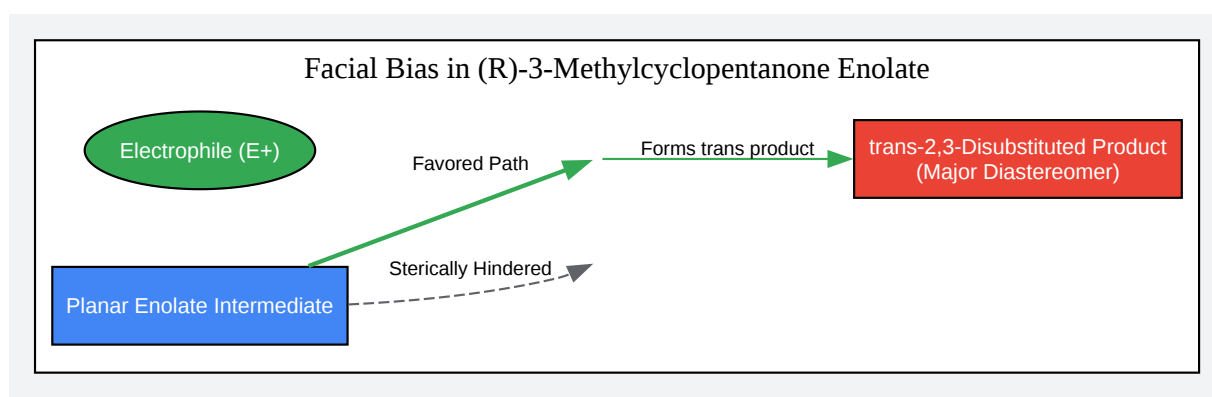 Facial Bias in (R)-3-Methylcyclopentanone Enolate
Electrophile (E+)
Favored Path
Forms trans product
trans-2,3-Disubstituted Product
(Major Diastereomer)
Sterically Hindered
Planar Enolate Intermediate